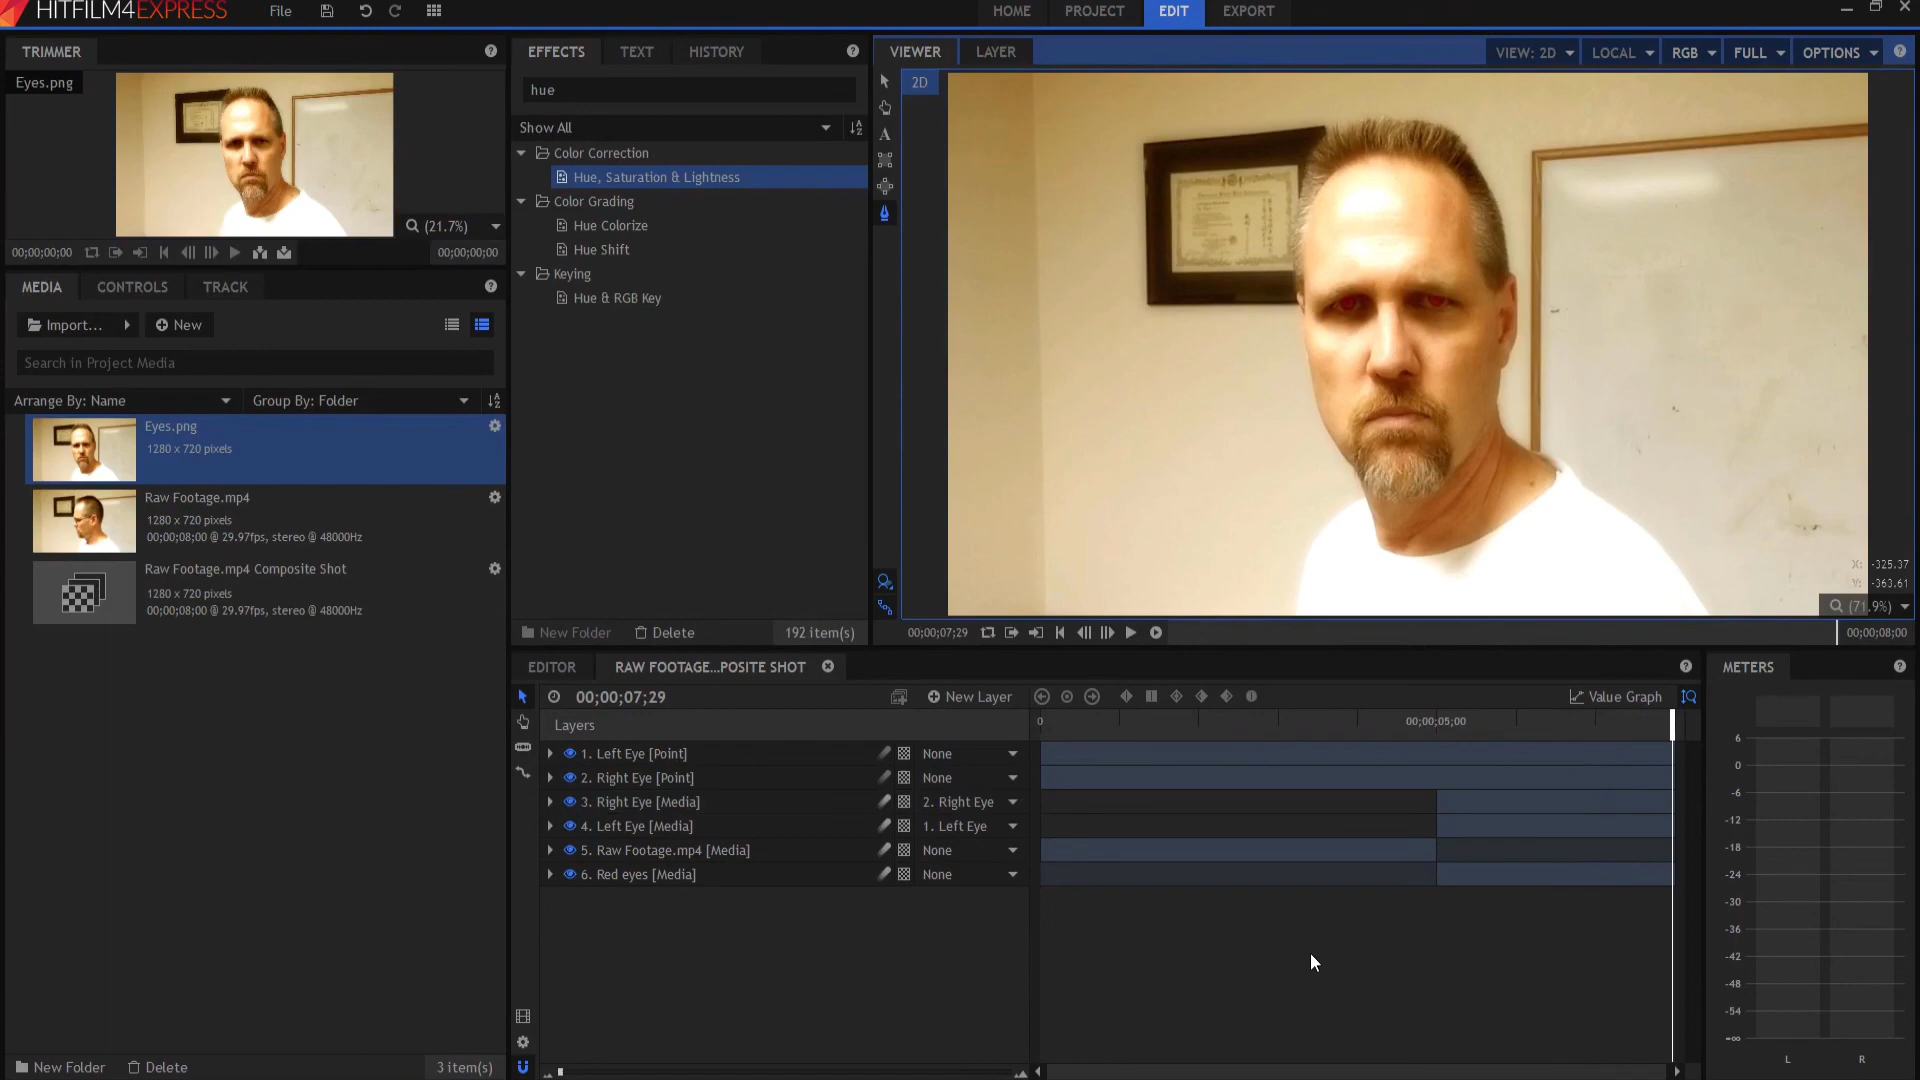 HITFILM4EXPRESS
File
HOME
PROJECT
EDIT
EXPORT
TRIMMER
Eyes.png
(21.7%)
00;00;00;00
00;00;00;00
MEDIA
CONTROLS
TRACK
Import...
New
Search in Project Media
Arrange By: Name
Group By: Folder
Eyes.png
1280 x 720 pixels
Raw Footage.mp4
1280 x 720 pixels
00;00;08;00 @ 29.97fps, stereo @ 48000Hz
Raw Footage.mp4 Composite Shot
1280 x 720 pixels
00;00;08;00 @ 29.97fps, stereo @ 48000Hz
New Folder
Delete
3 item(s)
EFFECTS
TEXT
HISTORY
hue
Show All
Color Correction
Hue, Saturation & Lightness
Color Grading
Hue Colorize
Hue Shift
Keying
Hue & RGB Key
New Folder
Delete
192 item(s)
VIEWER
LAYER
VIEW: 2D
LOCAL
RGB
FULL
OPTIONS
2D
X: -325.37
Y: -363.61
(71.9%)
00;00;07;29
00;00;08;00
EDITOR
RAW FOOTAGE...POSITE SHOT
00;00;07;29
New Layer
Value Graph
Layers
0
00;00;05;00
1. Left Eye [Point]
None
2. Right Eye [Point]
None
3. Right Eye [Media]
2. Right Eye
4. Left Eye [Media]
1. Left Eye
5. Raw Footage.mp4 [Media]
None
6. Red eyes [Media]
None
METERS
6
0
-6
-12
-18
-24
-30
-36
-42
-48
-54
-∞
L
R